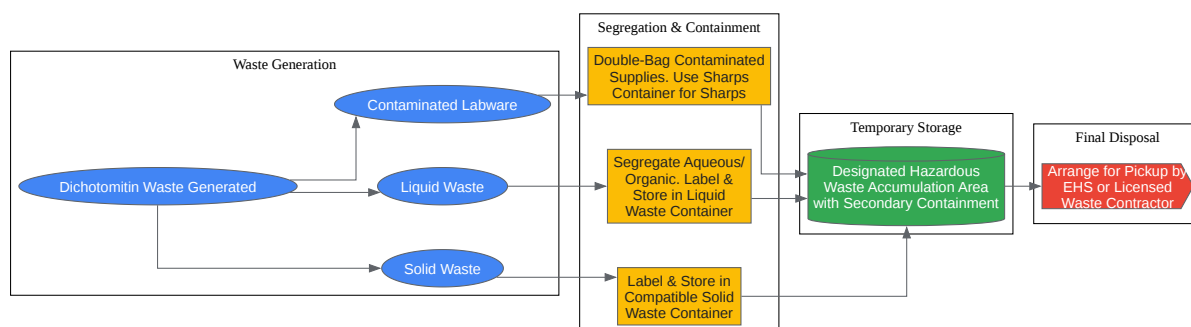 Waste Generation
Dichotomitin Waste Generated
Contaminated Labware
Liquid Waste
Solid Waste
Segregation & Containment
Double-Bag Contaminated
Supplies. Use Sharps
Container for Sharps
Segregate Aqueous/
Organic. Label &
Store in Liquid
Waste Container
Label & Store in
Compatible Solid
Waste Container
Temporary Storage
Designated Hazardous
Waste Accumulation Area
with Secondary Containment
Final Disposal
Arrange for Pickup by
EHS or Licensed
Waste Contractor